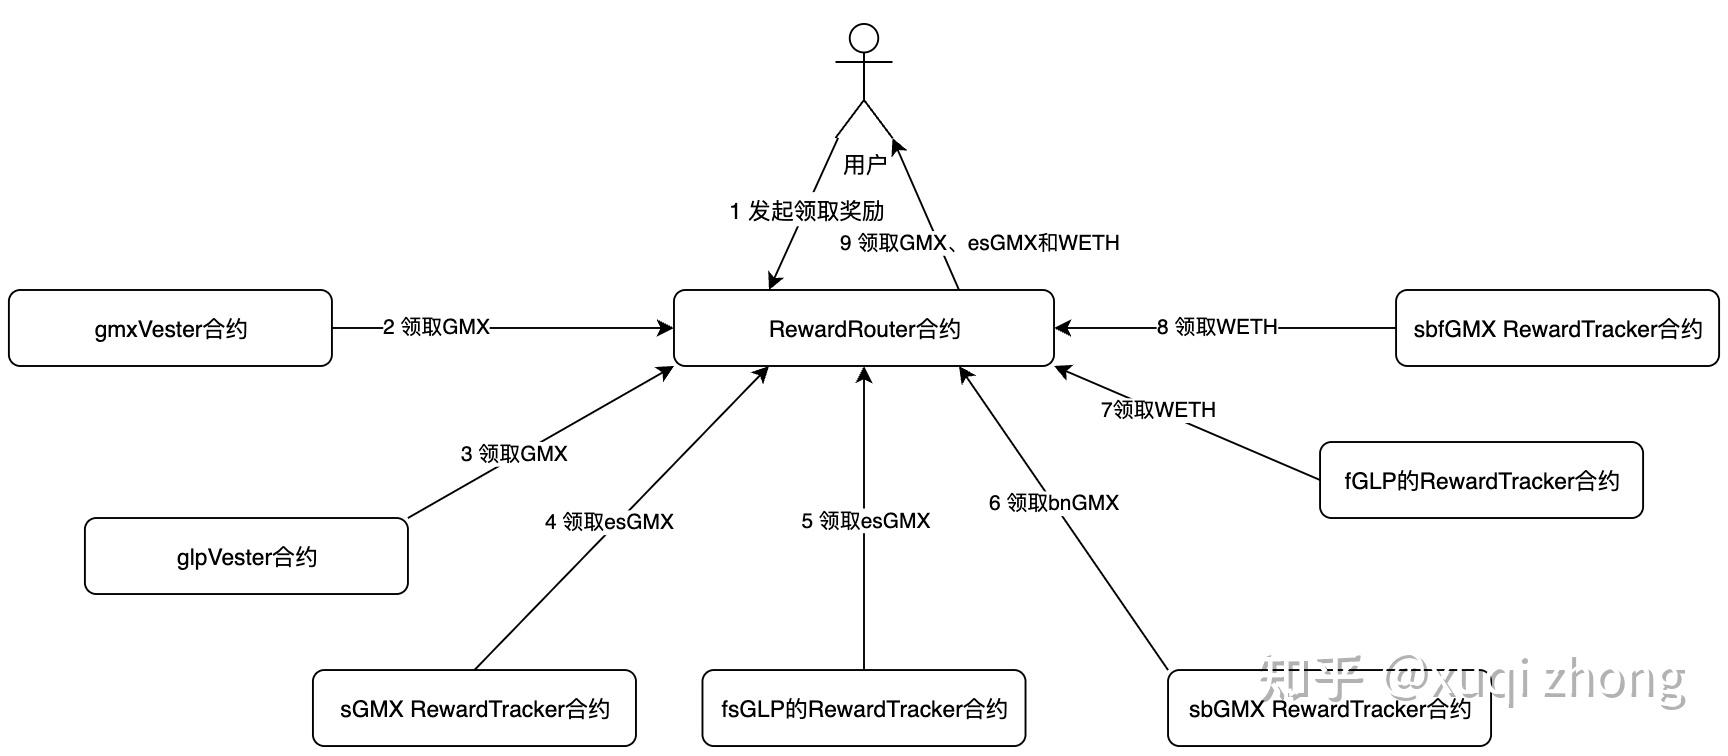 用户
1 发起领取奖励
9 领取GMX、esGMX和WETH
gmxVester合约
2 领取GMX
RewardRouter合约
8 领取WETH
sbfGMX RewardTracker合约
7领取WETH
3 领取GMX
fGLP的RewardTracker合约
6 领取bnGMX
4 领取esGMX
5 领取esGMX
glpVester合约
sGMX RewardTracker合约
fsGLP的RewardTracker合约
sbGMX RewardTracker合约
知乎 @xuqi zhong